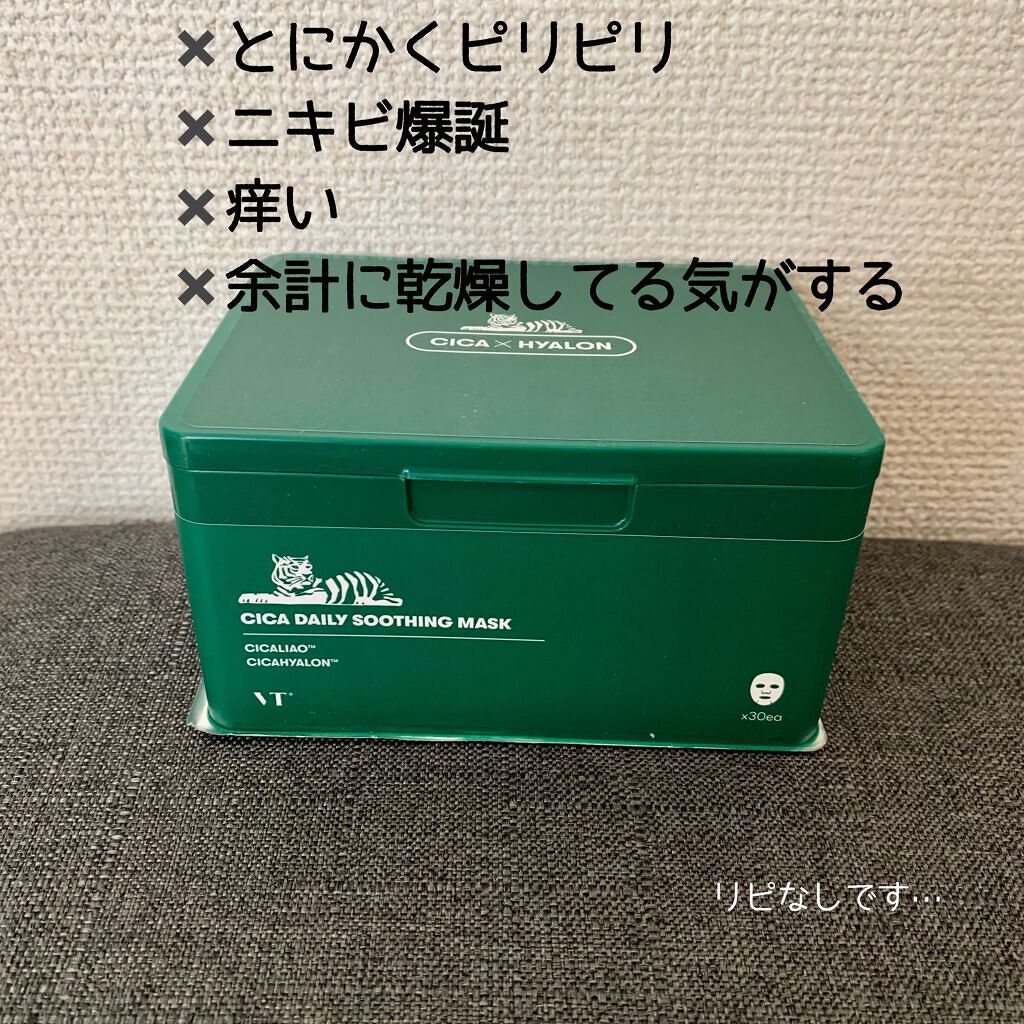 ✖とにかくピリピリ
✖ニキビ爆誕
✖痒い
✖余計に乾燥してる気がする
CICA × HYALON
CICA DAILY SOOTHING MASK
CICALIAO™
CICAHYALON™
VT°
x30ea
リピなしです…